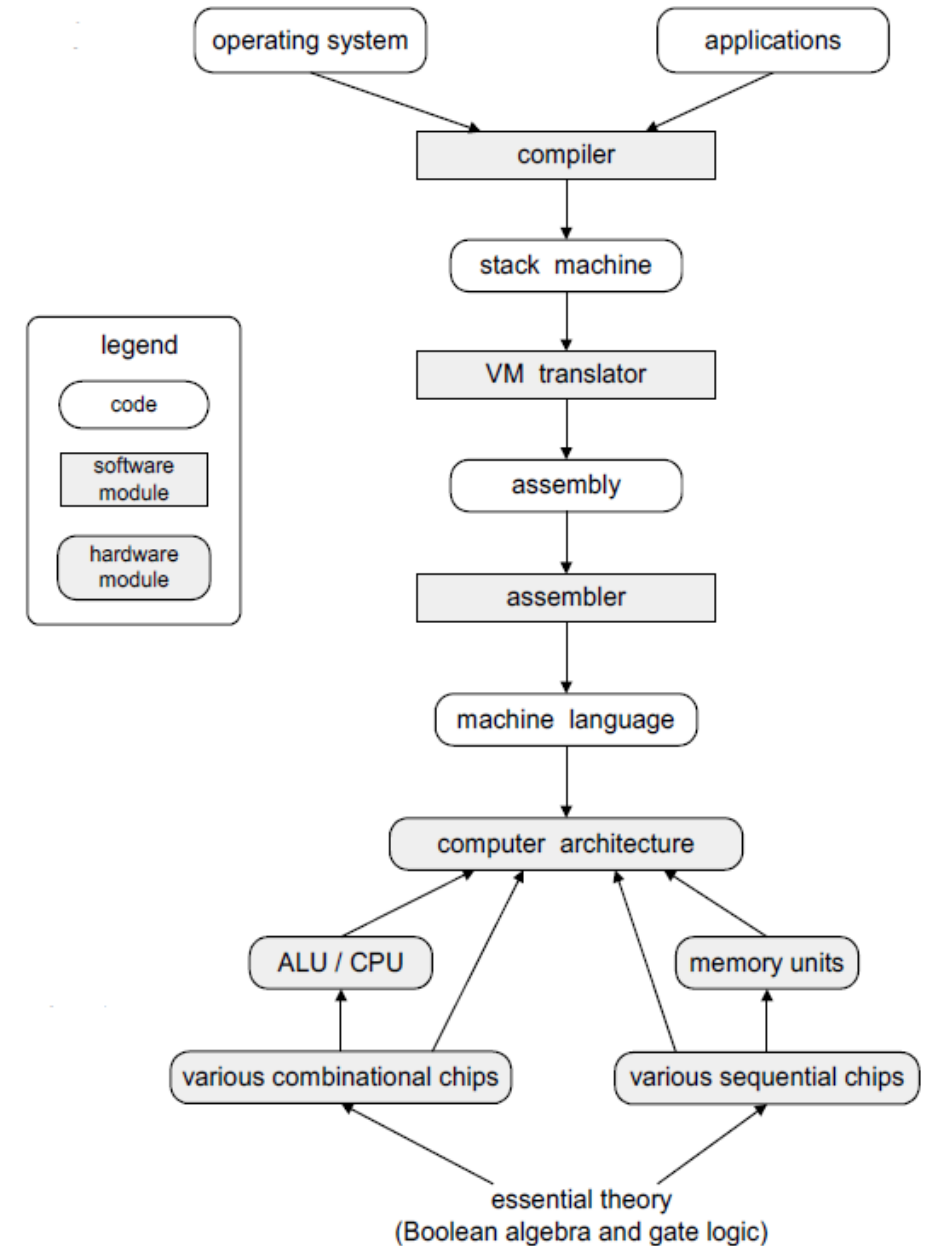 operating system
applications
compiler
stack machine
legend
code
software
module
hardware
module
VM translator
assembly
assembler
machine language
computer architecture
ALU / CPU
memory units
various combinational chips
various sequential chips
essential theory
(Boolean algebra and gate logic)